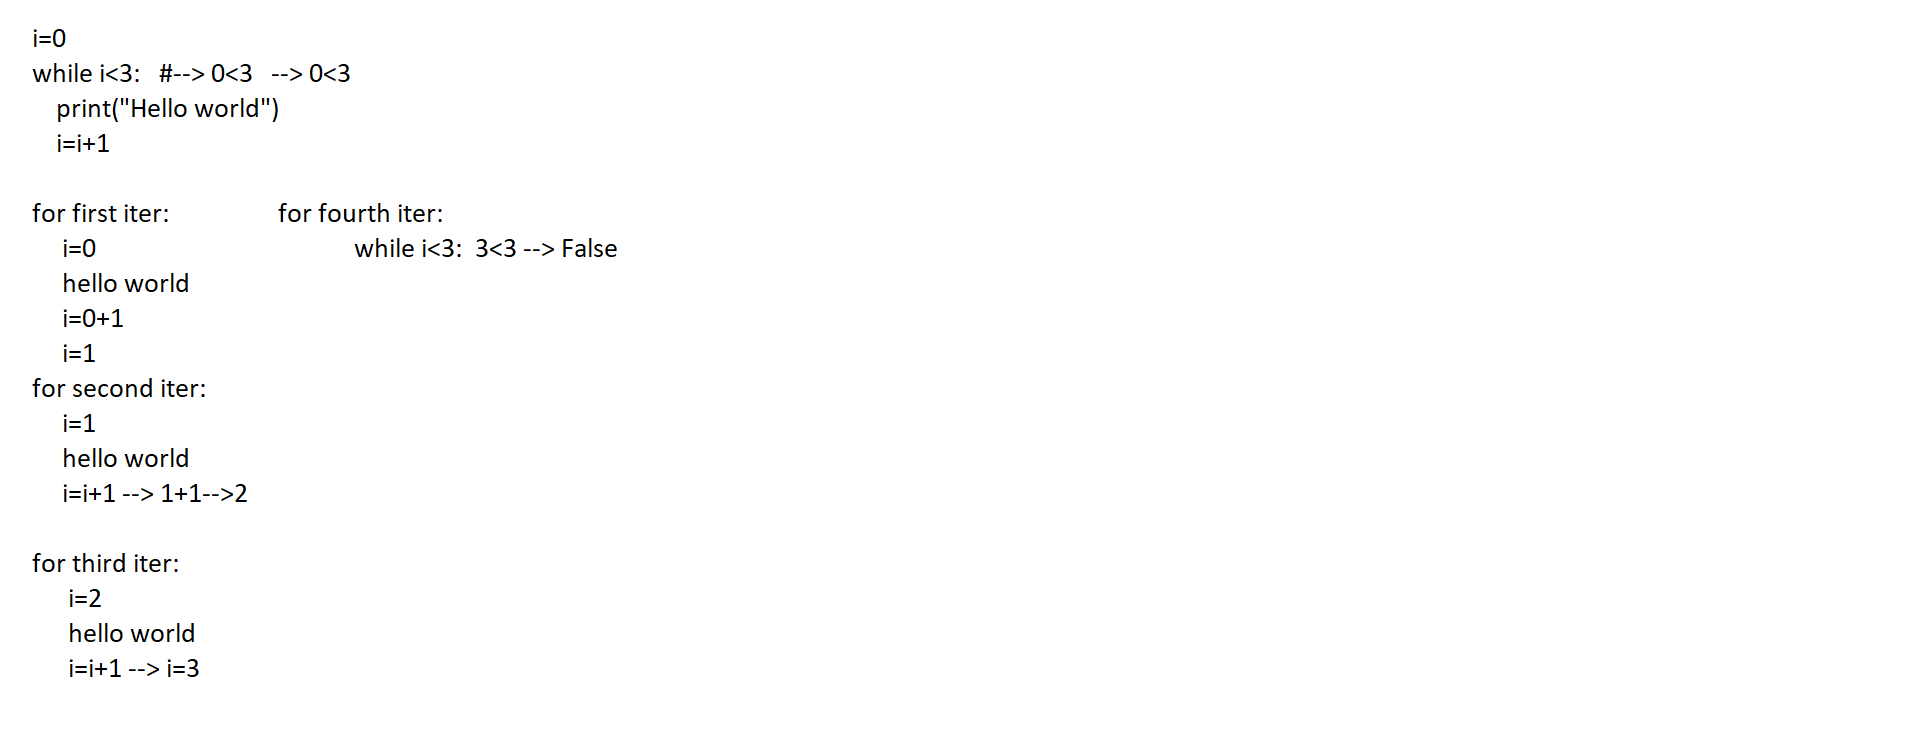 i=0
while i<3:   #--> 0<3   --> 0<3
    print("Hello world")
    i=i+1
for first iter:
     i=0
     hello world
     i=0+1
     i=1
for second iter:
     i=1
     hello world
     i=i+1 --> 1+1-->2
for third iter:
      i=2
      hello world
      i=i+1 --> i=3
for fourth iter:
            while i<3:  3<3 --> False